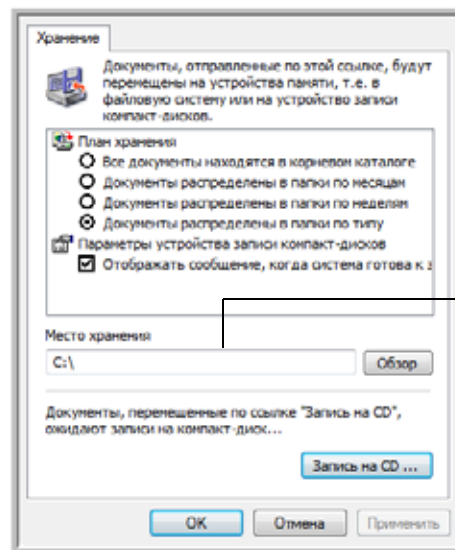 Хранение
Документы, отправленные по этой ссылке, будут
перемещены на устройства памяти, т.е. в
файловую систему или на устройство записи
компакт-дисков.
План хранения
Все документы находятся в корневом каталоге
Документы распределены в папки по месяцам
Документы распределены в папки по неделям
Документы распределены в папки по типу
Параметры устройства записи компакт-дисков
Отображать сообщение, когда система готова к з
Место хранения
C:\
Обзор
Документы, перемещенные по ссылке "Запись на CD",
ожидают записи на компакт-диск...
Запись на CD ...
OK
Отмена
Применить